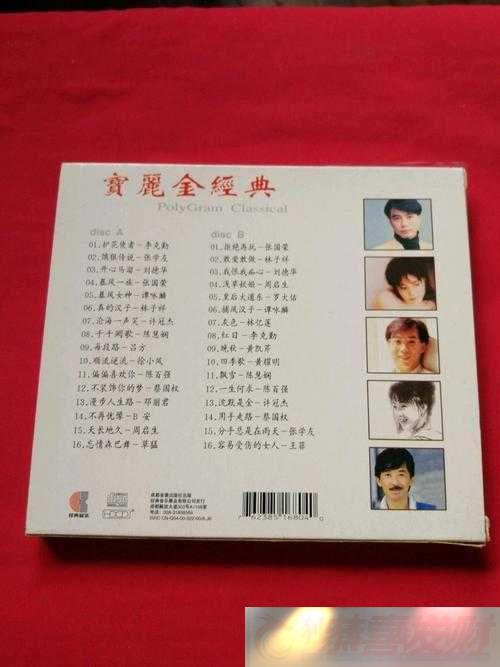 寶麗金經典
PolyGram Classical
disc A
01.护花使者–李克勤
02.饿狼传说–张学友
03.开心马溜–刘德华
04.暴风一族–张国荣
05.暴风女神–谭咏麟
06.真的汉子–林子祥
07.沧海一声笑–许冠杰
08.千千阙歌–陈慧娴
09.每段路–吕方
10.顺流逆流–徐小凤
11.偏偏喜欢你–陈百强
12.不装饰你的梦–蔡国权
13.漫步人生路–邓丽君
14.不再犹豫–B 安
15.天长地久–周启生
16.忘情森巴舞–草猛
disc B
01.拒绝再玩–张国荣
02.敢爱敢做–林子祥
03.我恨我痴心–刘德华
04.浅草姑娘–周启生
05.皇后大道东–罗大佑
06.捕风汉子–谭咏麟
07.灰色–林忆莲
08.红日–李克勤
09.晚秋–黄凯芹
10.四季歌–黄耀明
11.飘雪–陈慧娴
12.一生何求–陈百强
13.沉默是金–许冠杰
14.用手走路–蔡国权
15.分手总是在雨天–张学友
16.容易受伤的女人–王菲
7 62385 16804 0